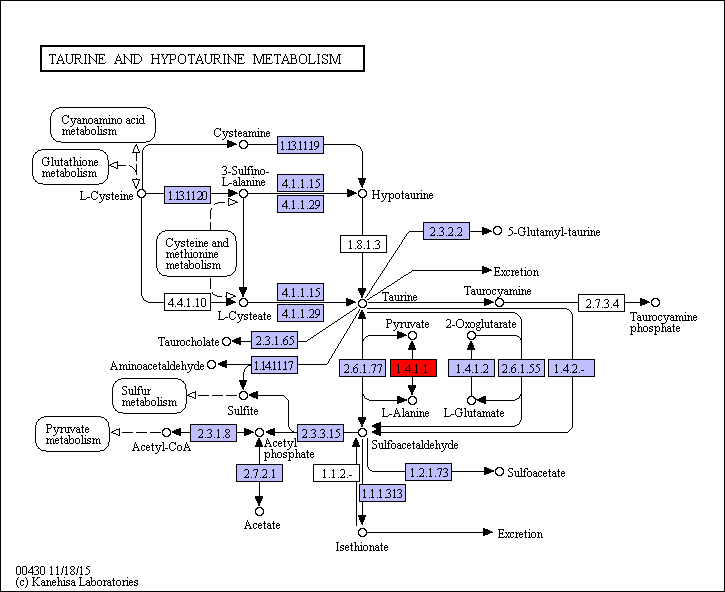 TAURINE AND HYPOTAURINE METABOLISM
Cyanoamino acid
metabolism
Glutathione
metabolism
L-Cysteine
Cysteamine
1.13.11.19
3-Sulfino-
L-alanine
1.13.11.20
4.1.1.15
4.1.1.29
Hypotaurine
Cysteine and
methionine
metabolism
1.8.1.3
2.3.2.2
5-Glutamyl-taurine
Excretion
4.4.1.10
L-Cysteate
4.1.1.15
4.1.1.29
Taurine
Taurocyamine
2.7.3.4
Taurocyamine
phosphate
Taurocholate
2.3.1.65
Pyruvate
2-Oxoglutarate
Aminoacetaldehyde
1.14.11.17
2.6.1.77
1.4.1.1
1.4.1.2
2.6.1.55
1.4.2.-
Sulfur
metabolism
Sulfite
L-Alanine
L-Glutamate
Pyruvate
metabolism
Acetyl-CoA
2.3.1.8
Acetyl
phosphate
2.3.3.15
Sulfoacetaldehyde
2.7.2.1
1.1.2.-
1.2.1.73
Sulfoacetate
1.1.1.313
Acetate
Isethionate
Excretion
00430 11/18/15
(c) Kanehisa Laboratories